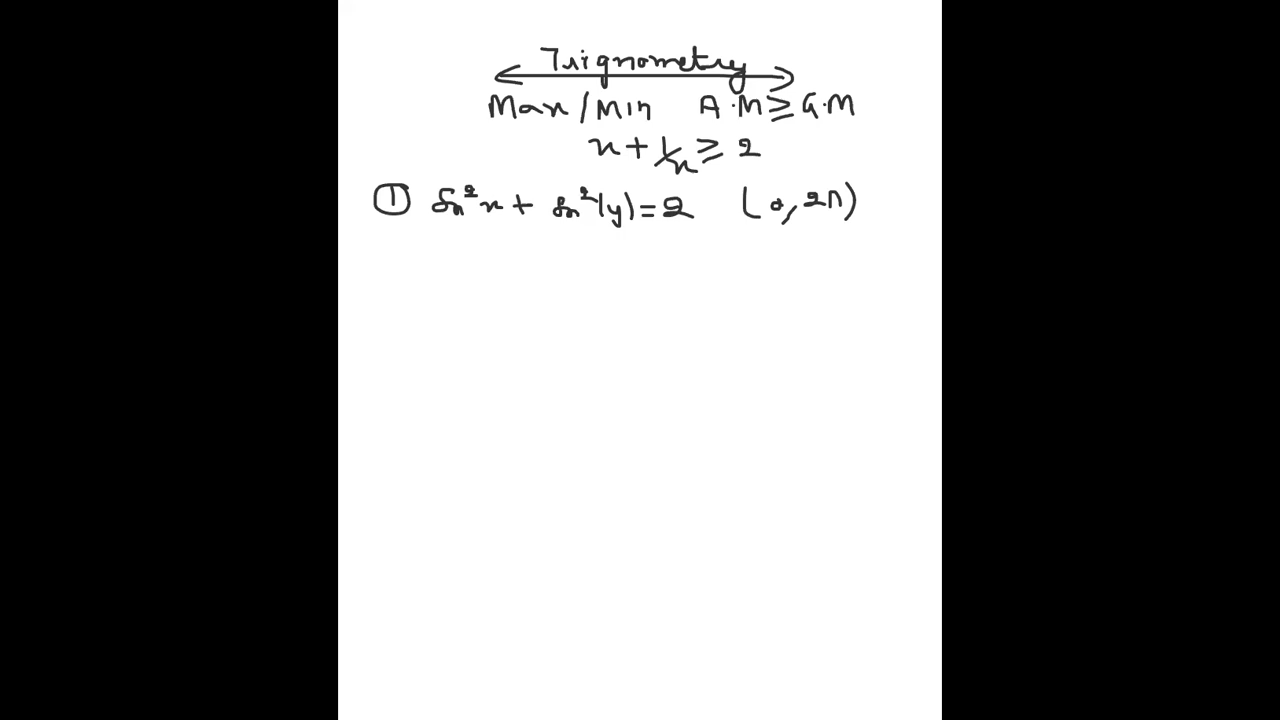 Trignometry
Max / Min A.M ≥ G.M
x + 1/x ≥ 2
① Sin²x + Sin²(y) = 2 (0, 2π)